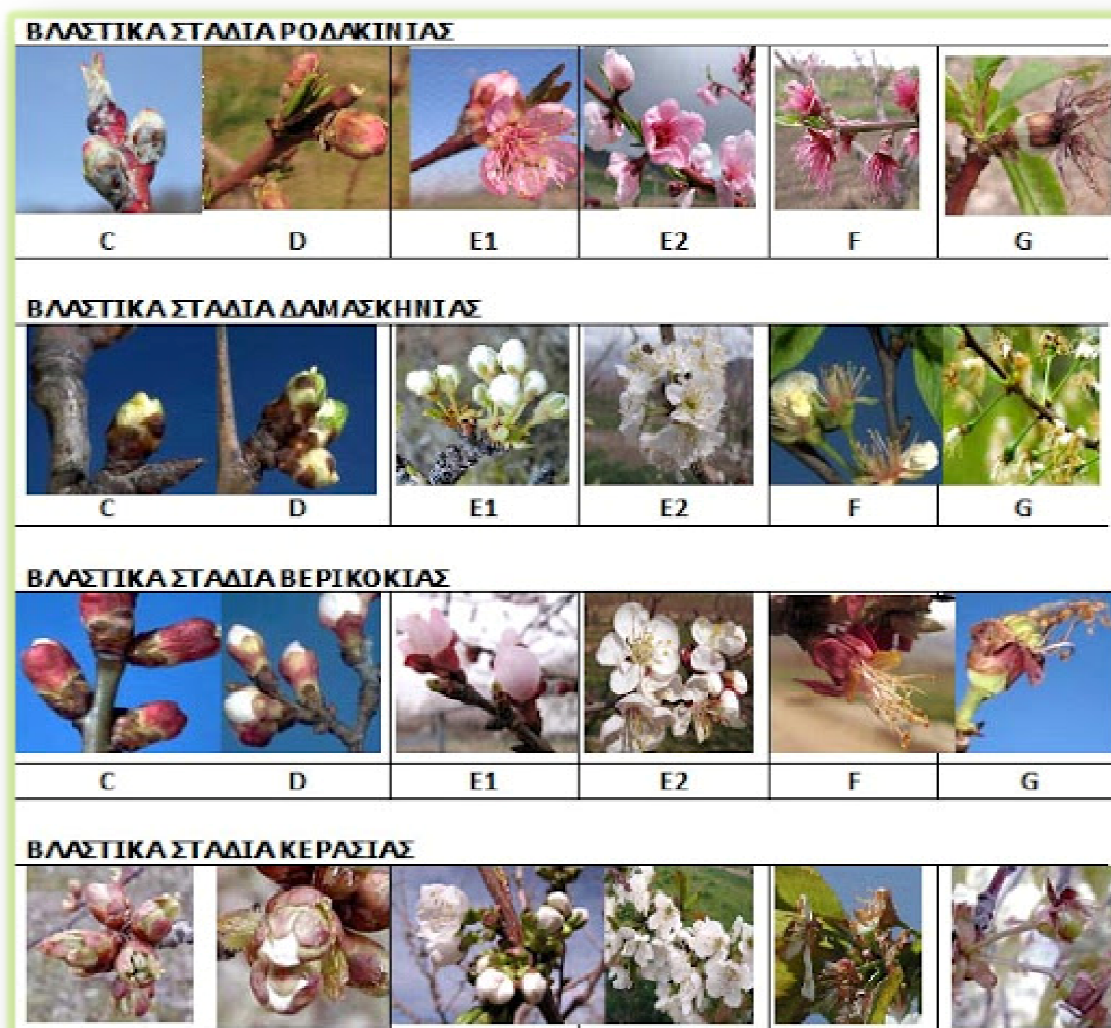 ΒΛΑΣΤΙΚΑ ΣΤΑΔΙΑ ΡΟΔΑΚΙΝΙΑΣ
C D E1 E2 F G
ΒΛΑΣΤΙΚΑ ΣΤΑΔΙΑ ΔΑΜΑΣΚΗΝΙΑΣ
C D E1 E2 F G
ΒΛΑΣΤΙΚΑ ΣΤΑΔΙΑ ΒΕΡΙΚΟΚΙΑΣ
C D E1 E2 F G
ΒΛΑΣΤΙΚΑ ΣΤΑΔΙΑ ΚΕΡΑΣΙΑΣ